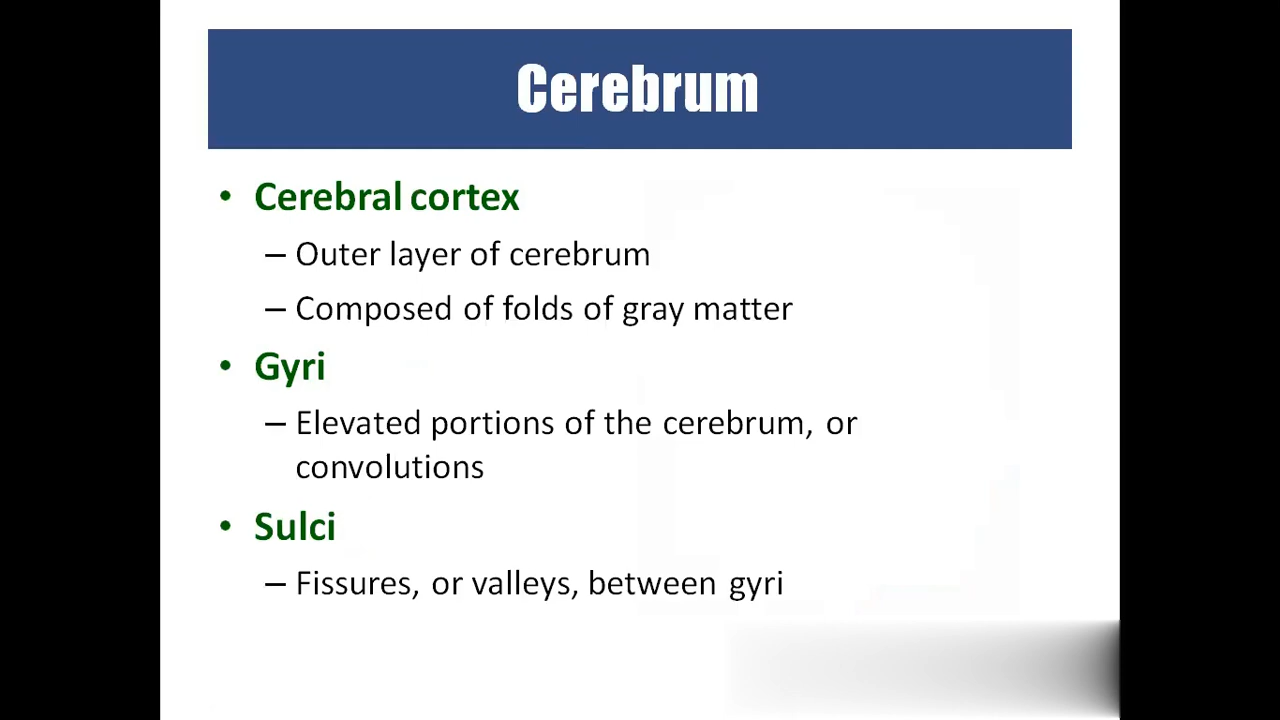 Cerebrum
• Cerebral cortex
– Outer layer of cerebrum
– Composed of folds of gray matter
• Gyri
– Elevated portions of the cerebrum, or
convolutions
• Sulci
– Fissures, or valleys, between gyri